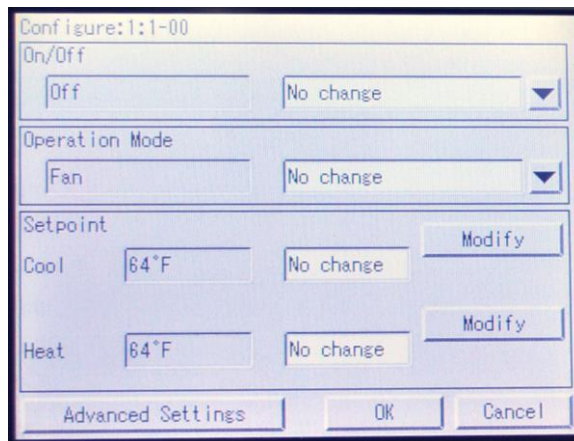 Configure:1:1-00
On/Off
Off No change
Operation Mode
Fan No change
Setpoint
Modify
Cool 64°F No change
Modify
Heat 64°F No change
Advanced Settings OK Cancel